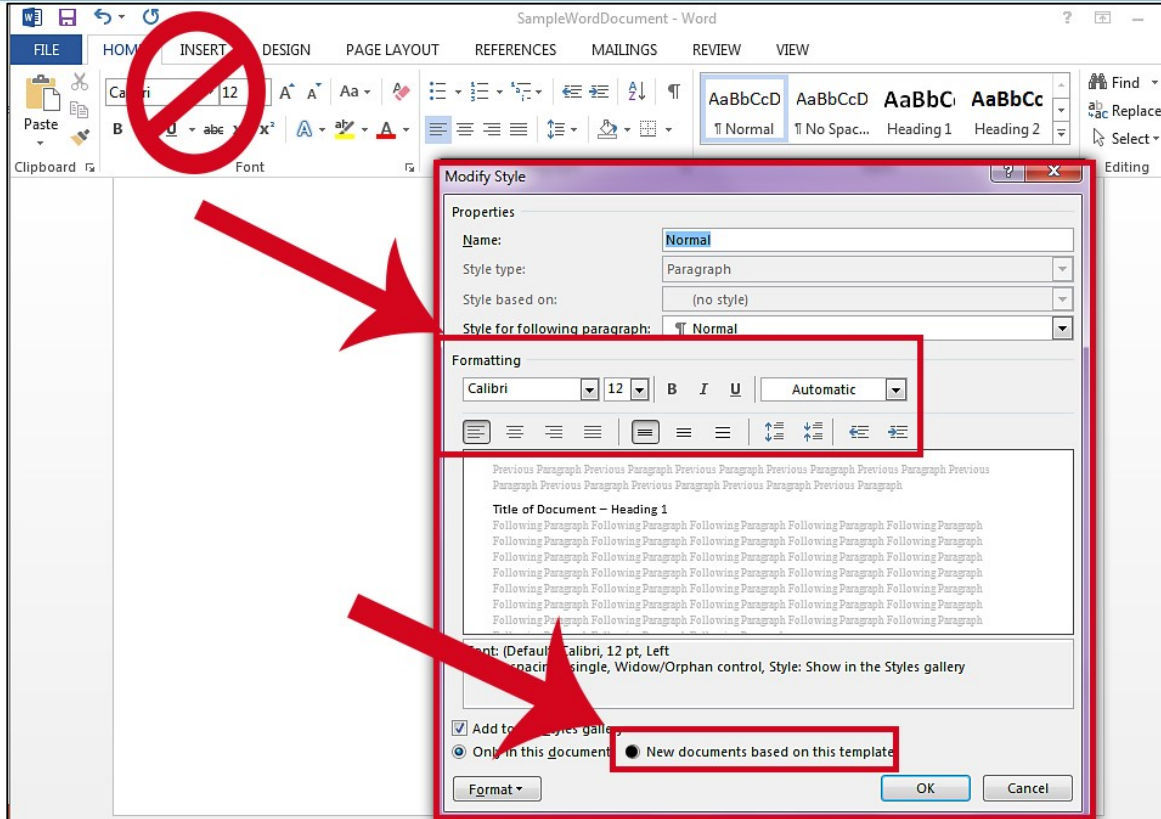 SampleWordDocument - Word
FILE HOME INSERT DESIGN PAGE LAYOUT REFERENCES MAILINGS REVIEW VIEW
12 Aa
Paste
B U abc x²
AaBbCcD AaBbCcD AaBbC AaBbCc
¶ Normal ¶ No Spac... Heading 1 Heading 2
Find
Replace
Select
Clipboard Font Editing
Modify Style
Properties
Name: Normal
Style type: Paragraph
Style based on: (no style)
Style for following paragraph: ¶ Normal
Formatting
Calibri 12 B I U Automatic
Previous Paragraph Previous Paragraph Previous Paragraph Previous Paragraph Previous Paragraph Previous
Paragraph Previous Paragraph Previous Paragraph Previous Paragraph Previous Paragraph
Title of Document – Heading 1
Following Paragraph Following Paragraph Following Paragraph Following Paragraph Following Paragraph
Following Paragraph Following Paragraph Following Paragraph Following Paragraph Following Paragraph
Following Paragraph Following Paragraph Following Paragraph Following Paragraph Following Paragraph
Following Paragraph Following Paragraph Following Paragraph Following Paragraph Following Paragraph
Following Paragraph Following Paragraph Following Paragraph Following Paragraph Following Paragraph
Following Paragraph Following Paragraph Following Paragraph Following Paragraph Following Paragraph
Following Paragraph Following Paragraph Following Paragraph Following Paragraph Following Paragraph
Font: (Default) Calibri, 12 pt, Left
single, Widow/Orphan control, Style: Show in the Styles gallery
Add to Styles gallery
Only in this document New documents based on this template
Format OK Cancel